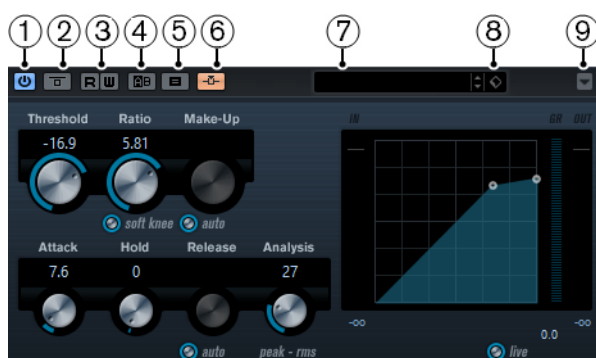 1 2 3 4 5 6 7 8 9
R W A B
Threshold Ratio Make-Up IN GR OUT
-16.9 5.81
soft knee auto
Attack Hold Release Analysis
7.6 0 27
-∞ -∞
0.0
auto peak - rms live